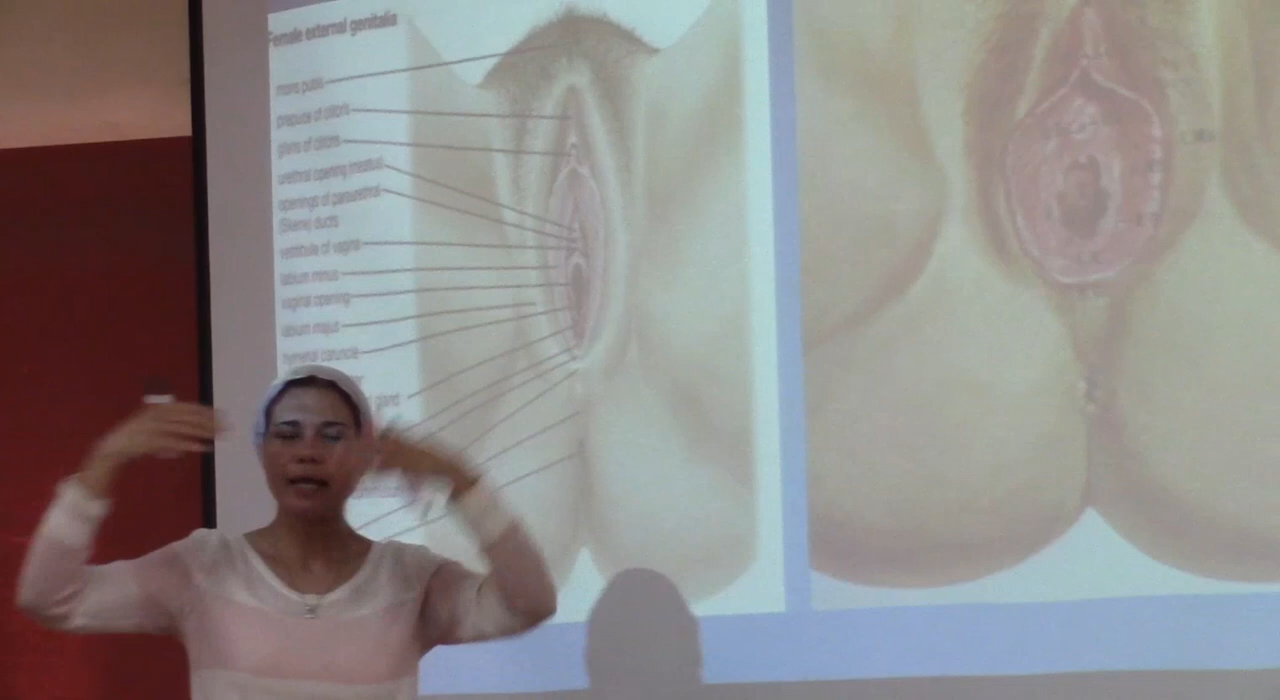 Female external genitalia
mons pubis
prepuce of clitoris
glans of clitoris
urethral opening (meatus)
openings of paraurethral
(Skene) ducts
vestibule of vagina
labium minus
vaginal opening
labium majus
hymenal caruncle
gland